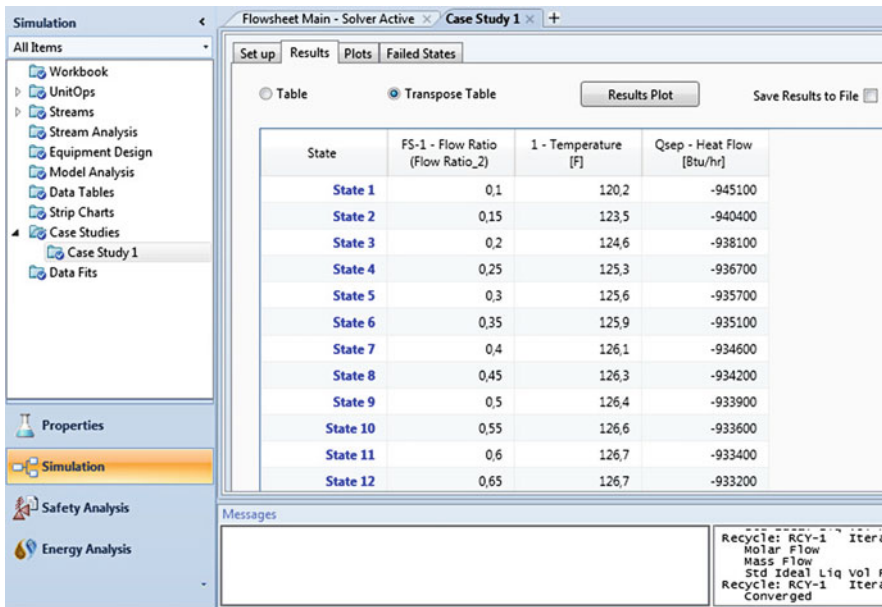 Simulation <
All Items
Workbook
UnitOps
Streams
Stream Analysis
Equipment Design
Model Analysis
Data Tables
Strip Charts
Case Studies
Case Study 1
Data Fits
Properties
Simulation
Safety Analysis
Energy Analysis
Flowsheet Main - Solver Active × Case Study 1 × +
Set up Results Plots Failed States
Table Transpose Table Results Plot Save Results to File
State FS-1 - Flow Ratio (Flow Ratio_2) 1 - Temperature [F] Qsep - Heat Flow [Btu/hr]
State 1 0,1 120,2 -945100
State 2 0,15 123,5 -940400
State 3 0,2 124,6 -938100
State 4 0,25 125,3 -936700
State 5 0,3 125,6 -935700
State 6 0,35 125,9 -935100
State 7 0,4 126,1 -934600
State 8 0,45 126,3 -934200
State 9 0,5 126,4 -933900
State 10 0,55 126,6 -933600
State 11 0,6 126,7 -933400
State 12 0,65 126,7 -933200
Messages
Recycle: RCY-1 Itera
Molar Flow
Mass Flow
Std Ideal Liq Vol F
Recycle: RCY-1 Itera
Converged